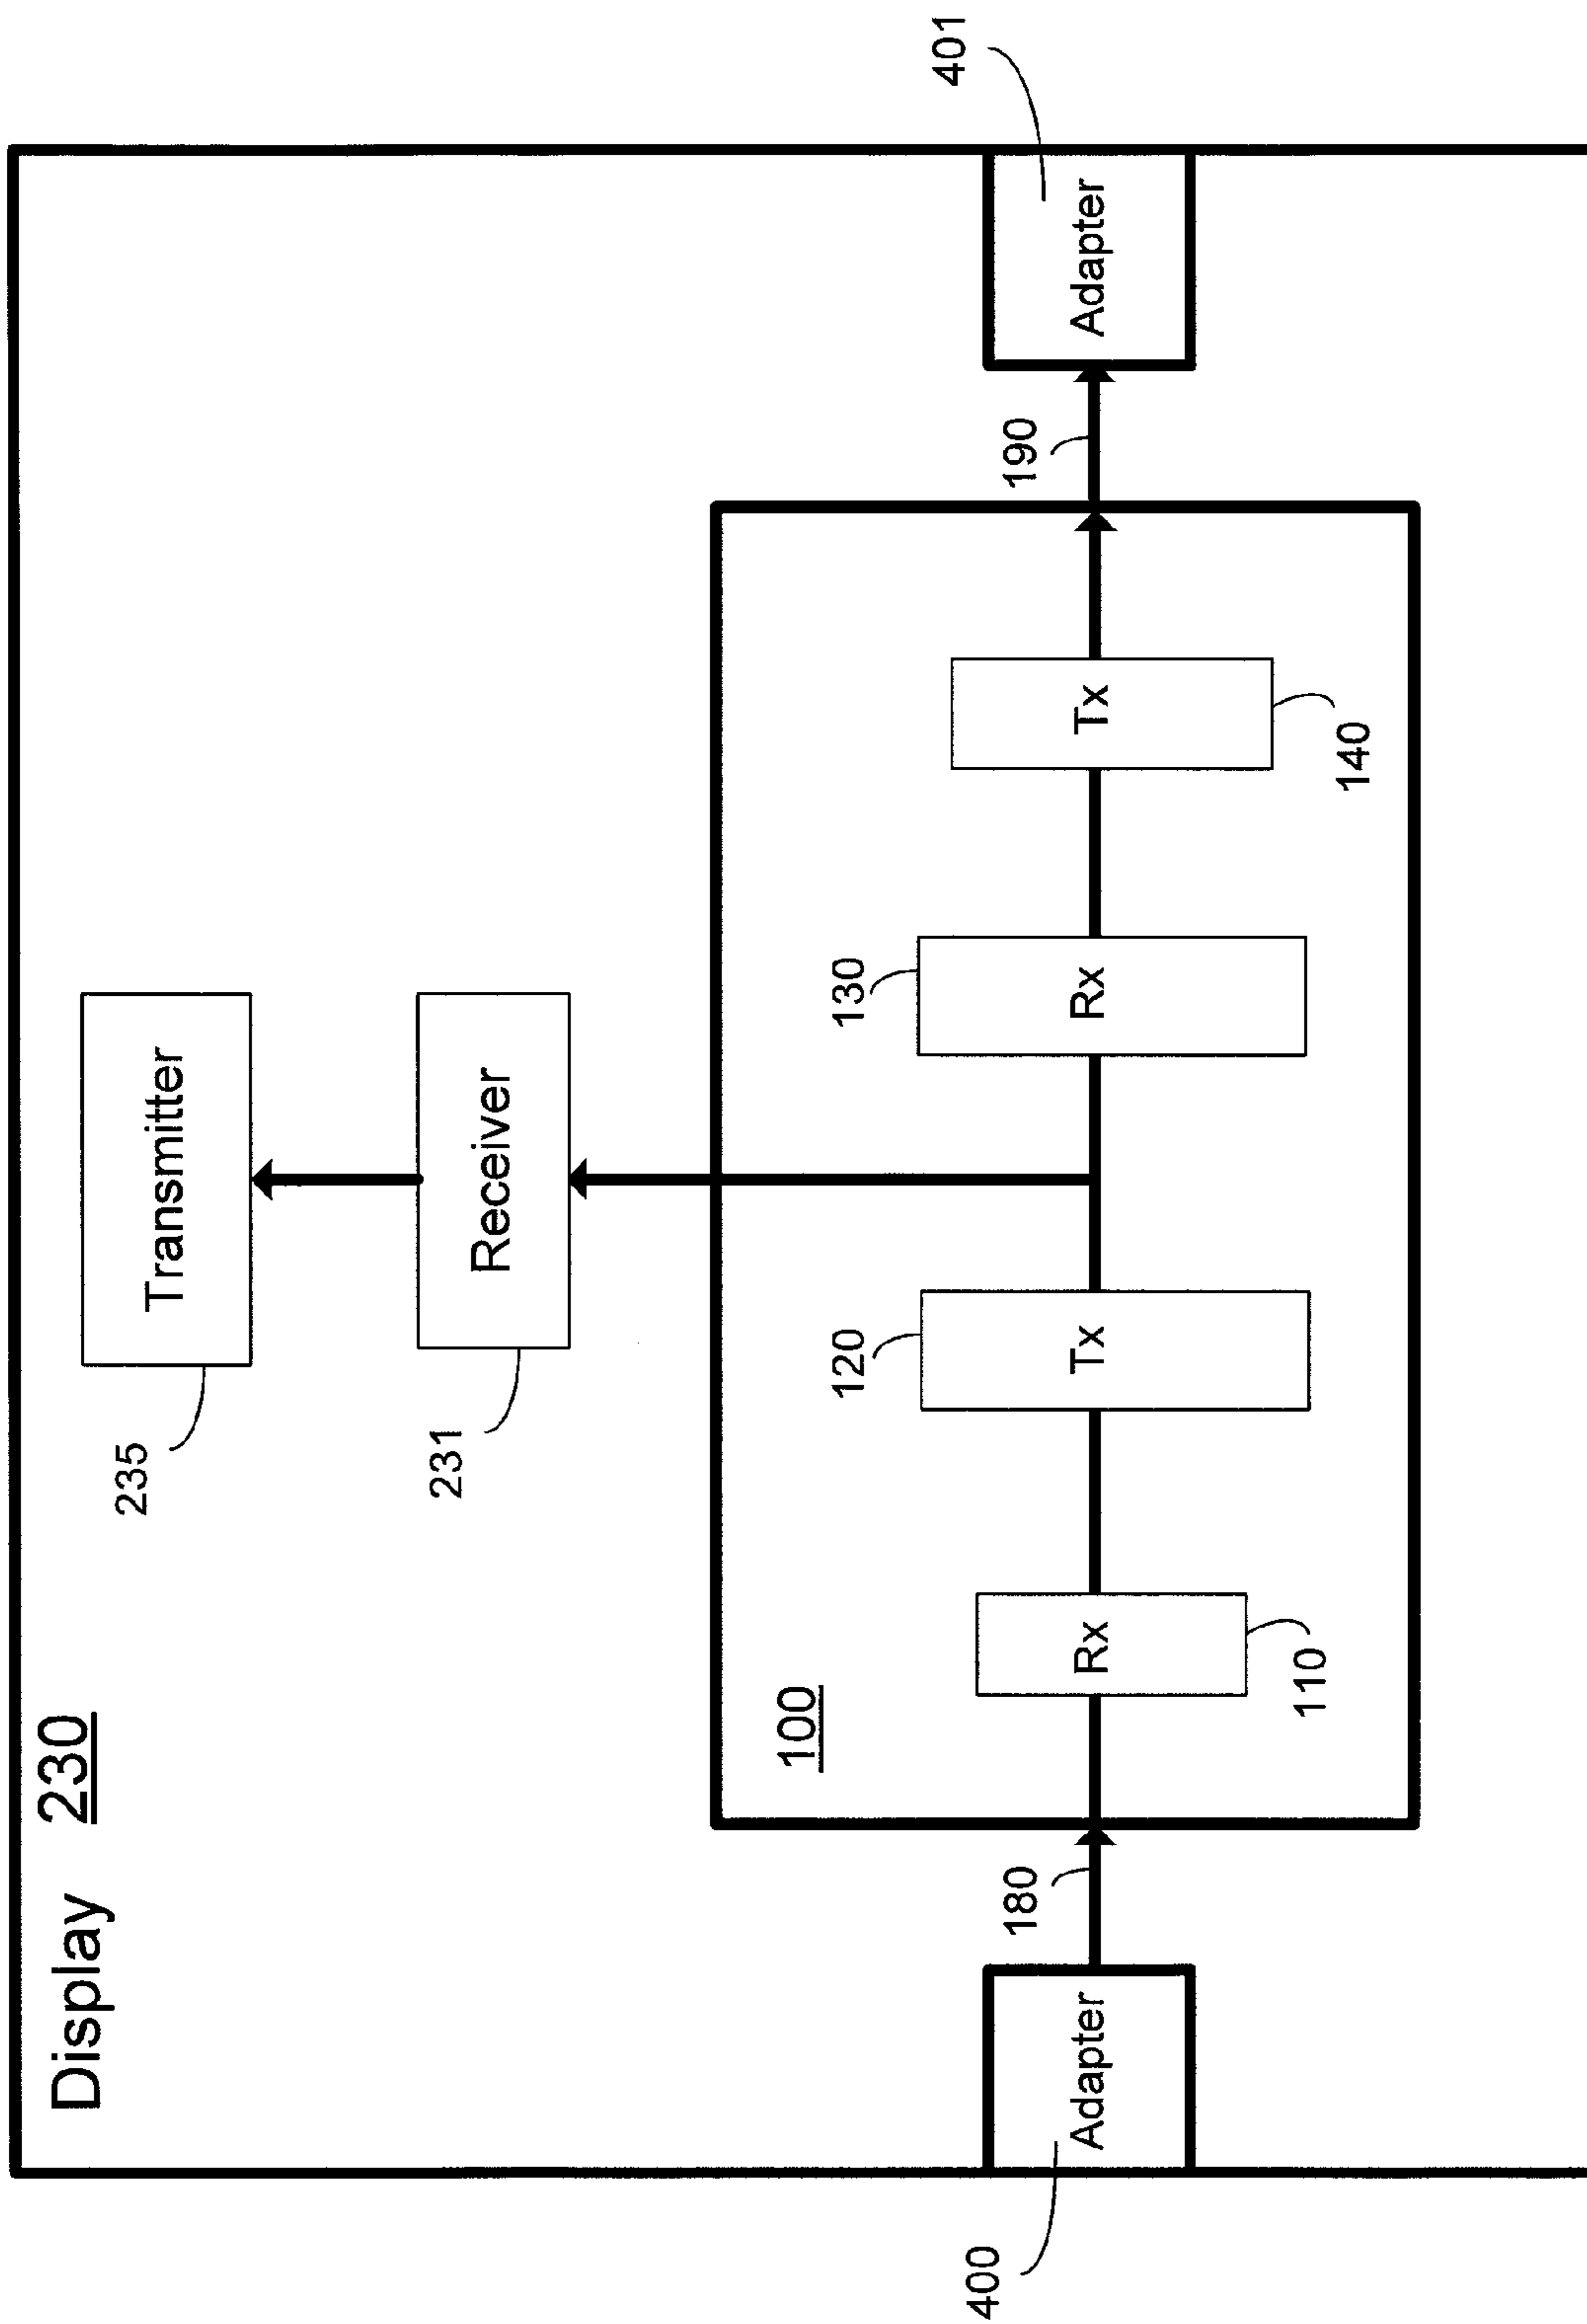 Display 230
Transmitter
235
Receiver
231
100
120
130
400
Adapter
180
Rx
110
Tx
Rx
Tx
140
190
Adapter
401